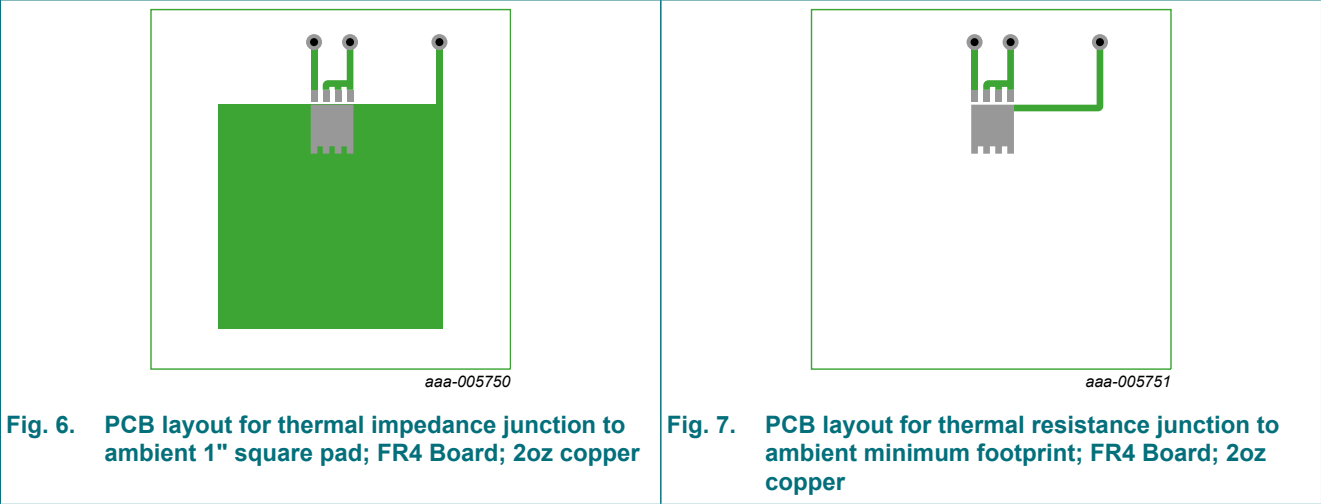 aaa-005750
Fig. 6. PCB layout for thermal impedance junction to
ambient 1" square pad; FR4 Board; 2oz copper
aaa-005751
Fig. 7. PCB layout for thermal resistance junction to
ambient minimum footprint; FR4 Board; 2oz
copper